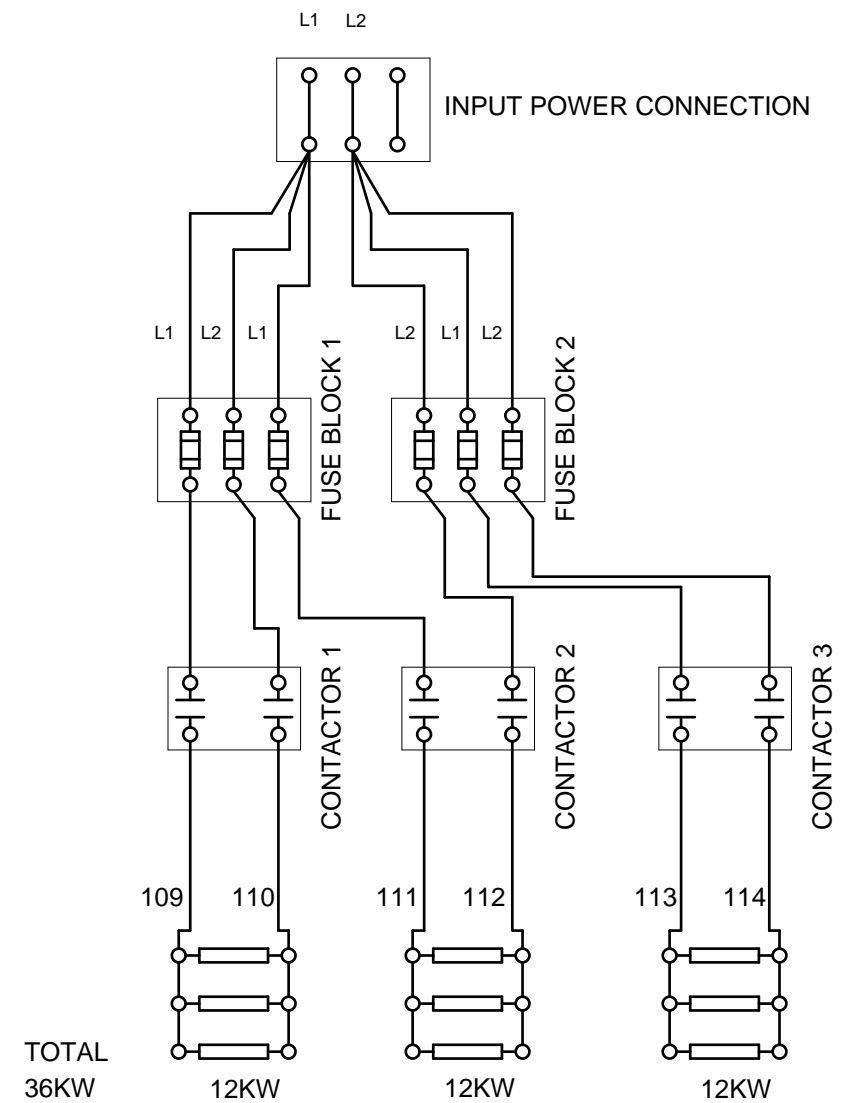 L1 L2
INPUT POWER CONNECTION
L1 L2 L1 L2 L1 L2
FUSE BLOCK 1
FUSE BLOCK 2
CONTACTOR 1
CONTACTOR 2
CONTACTOR 3
109 110 111 112 113 114
TOTAL
36KW 12KW 12KW 12KW